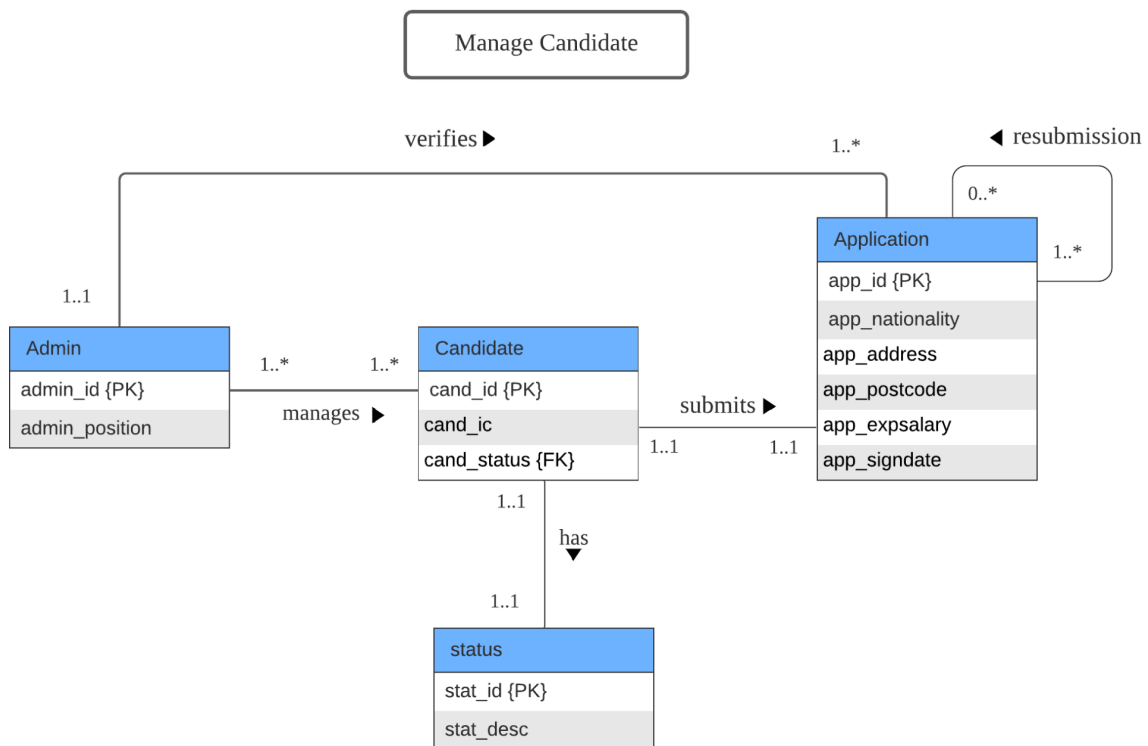 Manage Candidate
verifies
1..*
resubmission
0..*
1..*
Application
app_id {PK}
app_nationality
app_address
app_postcode
app_expsalary
app_signdate
1..1
Admin
admin_id {PK}
admin_position
1..*
1..*
manages
Candidate
cand_id {PK}
cand_ic
cand_status {FK}
submits
1..1
1..1
1..1
has
1..1
status
stat_id {PK}
stat_desc